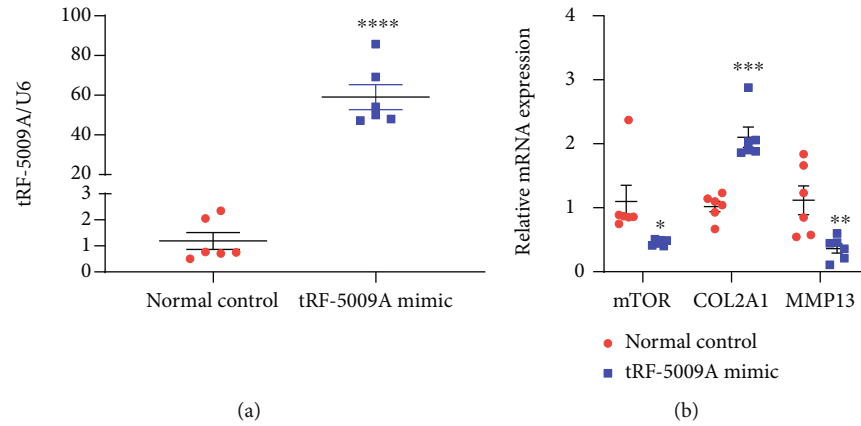 tRF-5009A/U6
100
80
60
40
20
3
2
1
0
****
Normal control
tRF-5009A mimic
(a)
Relative mRNA expression
4
3
2
1
0
*
***
**
mTOR
COL2A1
MMP13
Normal control
tRF-5009A mimic
(b)